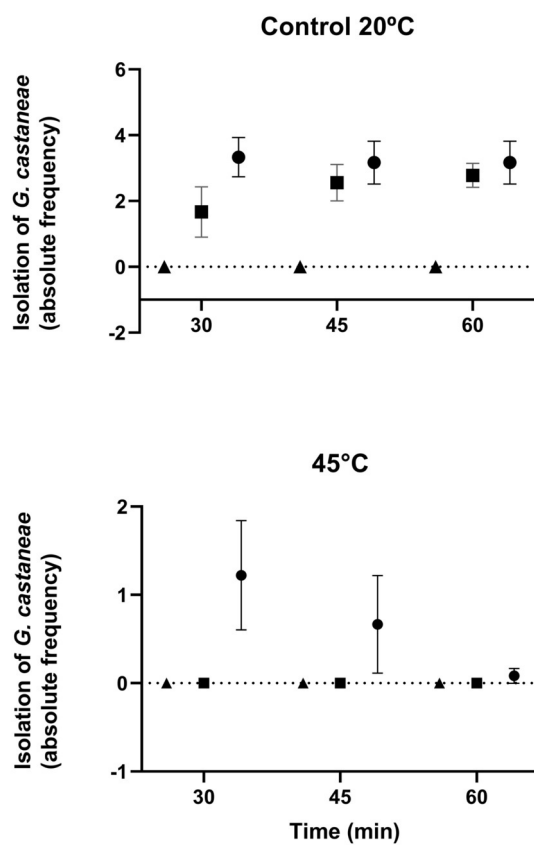 Control 20ºC
Isolation of G. castaneae
(absolute frequency)
6
4
2
0
-2
30 45 60
45°C
Isolation of G. castaneae
(absolute frequency)
2
1
0
-1
30 45 60
Time (min)